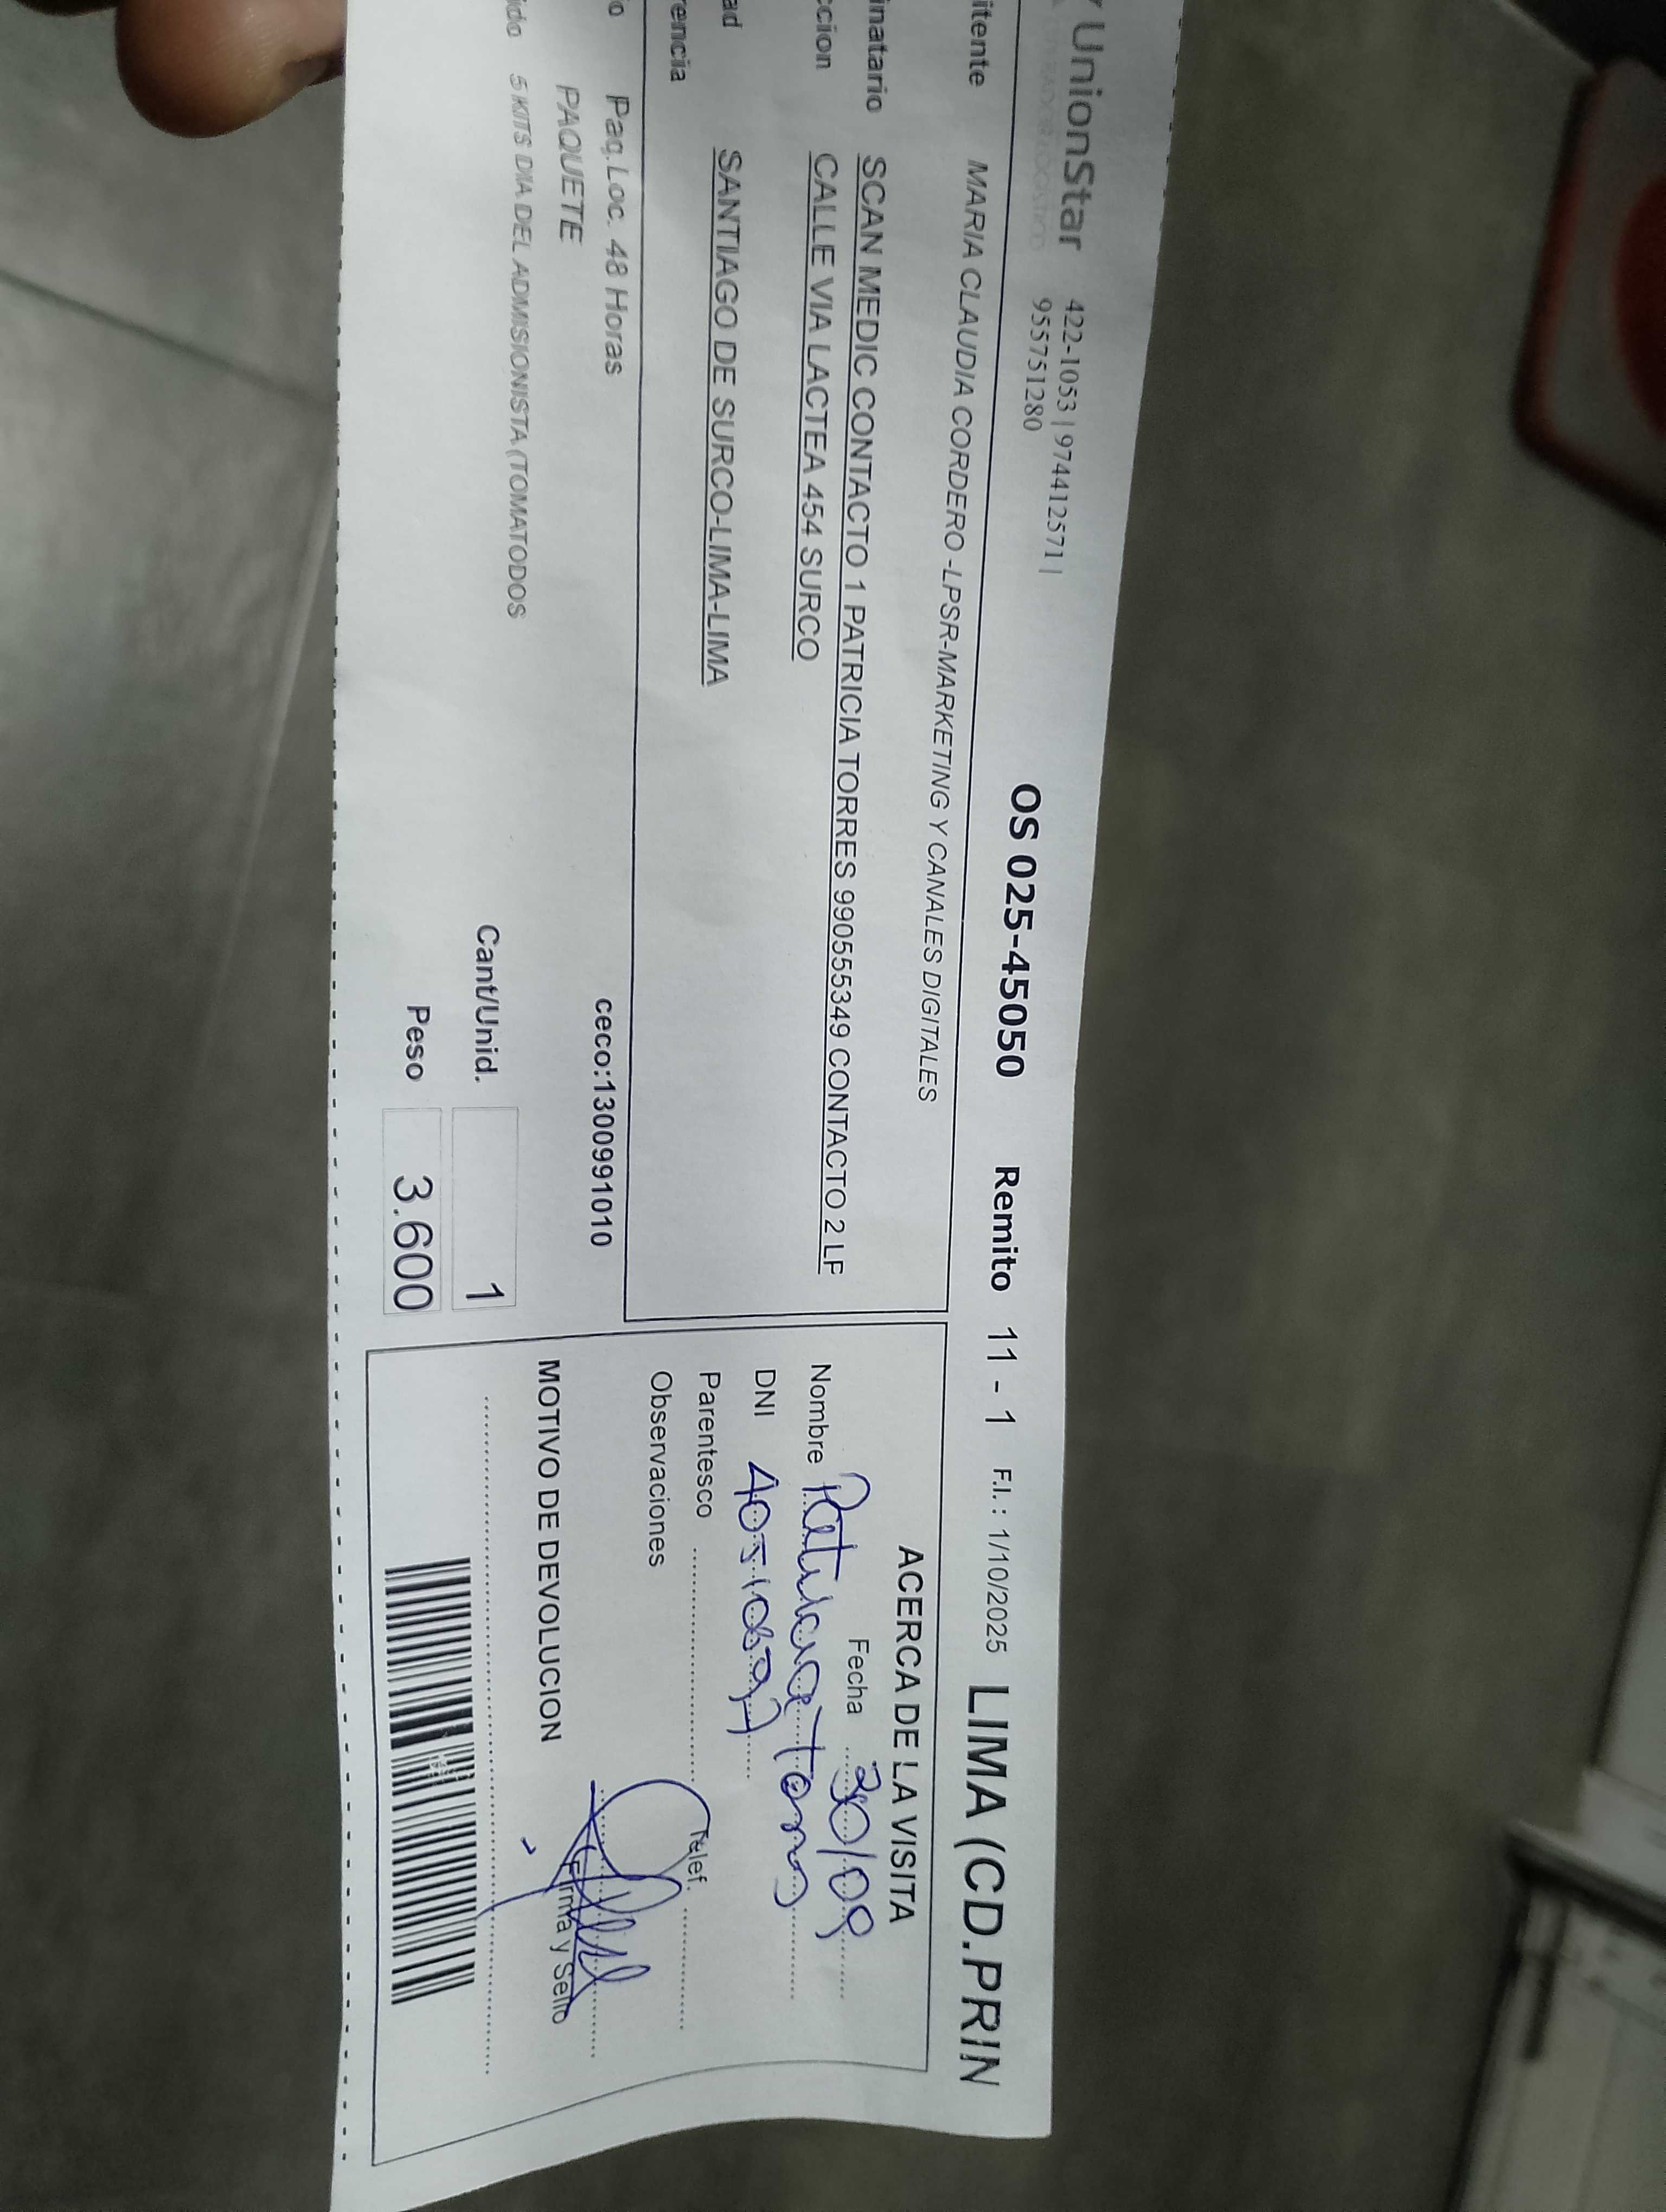 UnionStar 422-1053 | 974412571 |
955751280
OS 025-45050 Remito 11 - 1 F.I. : 1/10/2025 LIMA (CD.PRIN
itente MARIA CLAUDIA CORDERO -LPSR-MARKETING Y CANALES DIGITALES
inatario SCAN MEDIC CONTACTO 1 PATRICIA TORRES 990555349 CONTACTO 2 LF
ccion CALLE VIA LACTEA 454 SURCO
ad SANTIAGO DE SURCO-LIMA-LIMA
rencia
io Paq.Loc. 48 Horas ceco:1300991010
PAQUETE
ido 5 KITS DIA DEL ADMISIONISTA (TOMATODOS
Cant/Unid. 1
Peso 3.600
ACERCA DE LA VISITA
Fecha 30/09
Nombre Patricia Torres
DNI
Parentesco Telef.
Observaciones
Firma y Sello
MOTIVO DE DEVOLUCION